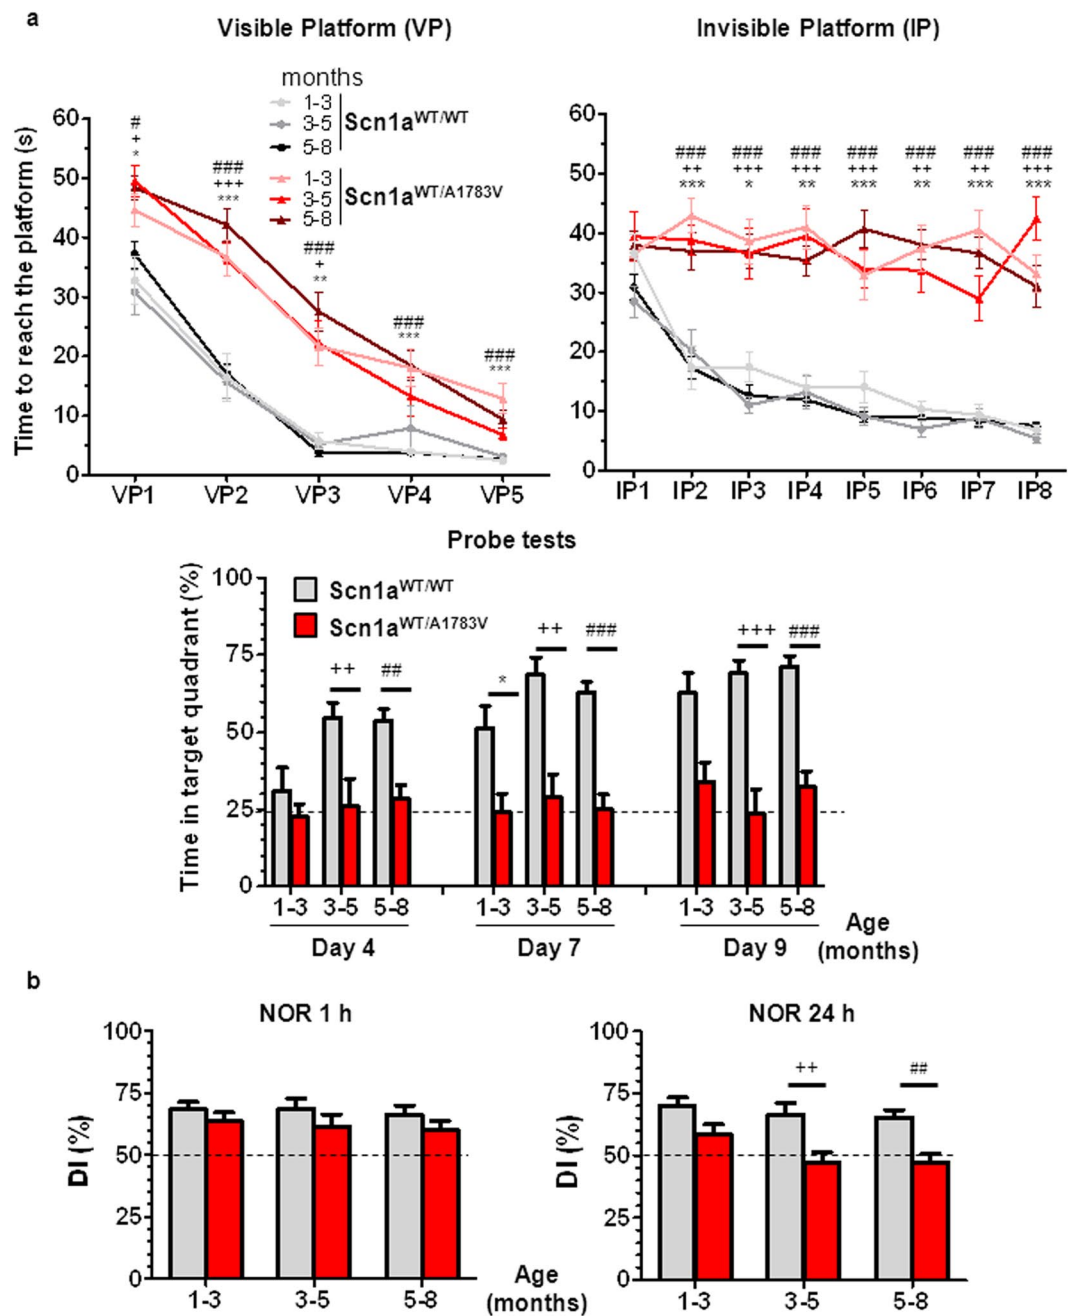 a
Visible Platform (VP)
Invisible Platform (IP)
months
1-3
3-5
5-8
Scn1a^WT/WT
1-3
3-5
5-8
Scn1a^WT/A1783V
Time to reach the platform (s)
60
50
40
30
20
10
0
#
+
*
###
+++
***
###
+
**
###
***
###
***
VP1 VP2 VP3 VP4 VP5
60
50
40
30
20
10
0
### ### ### ### ### ### ###
++ +++ +++ +++ ++ ++ +++
*** * ** *** ** *** ***
IP1 IP2 IP3 IP4 IP5 IP6 IP7 IP8
Probe tests
Time in target quadrant (%)
100
75
50
25
0
Scn1a^WT/WT
Scn1a^WT/A1783V
++ ## * ++ ### +++ ###
1-3 3-5 5-8 1-3 3-5 5-8 1-3 3-5 5-8
Day 4 Day 7 Day 9
Age
(months)
b
NOR 1 h
DI (%)
100
75
50
25
0
1-3 3-5 5-8
Age
(months)
NOR 24 h
DI (%)
100
75
50
25
0
++ ##
1-3 3-5 5-8